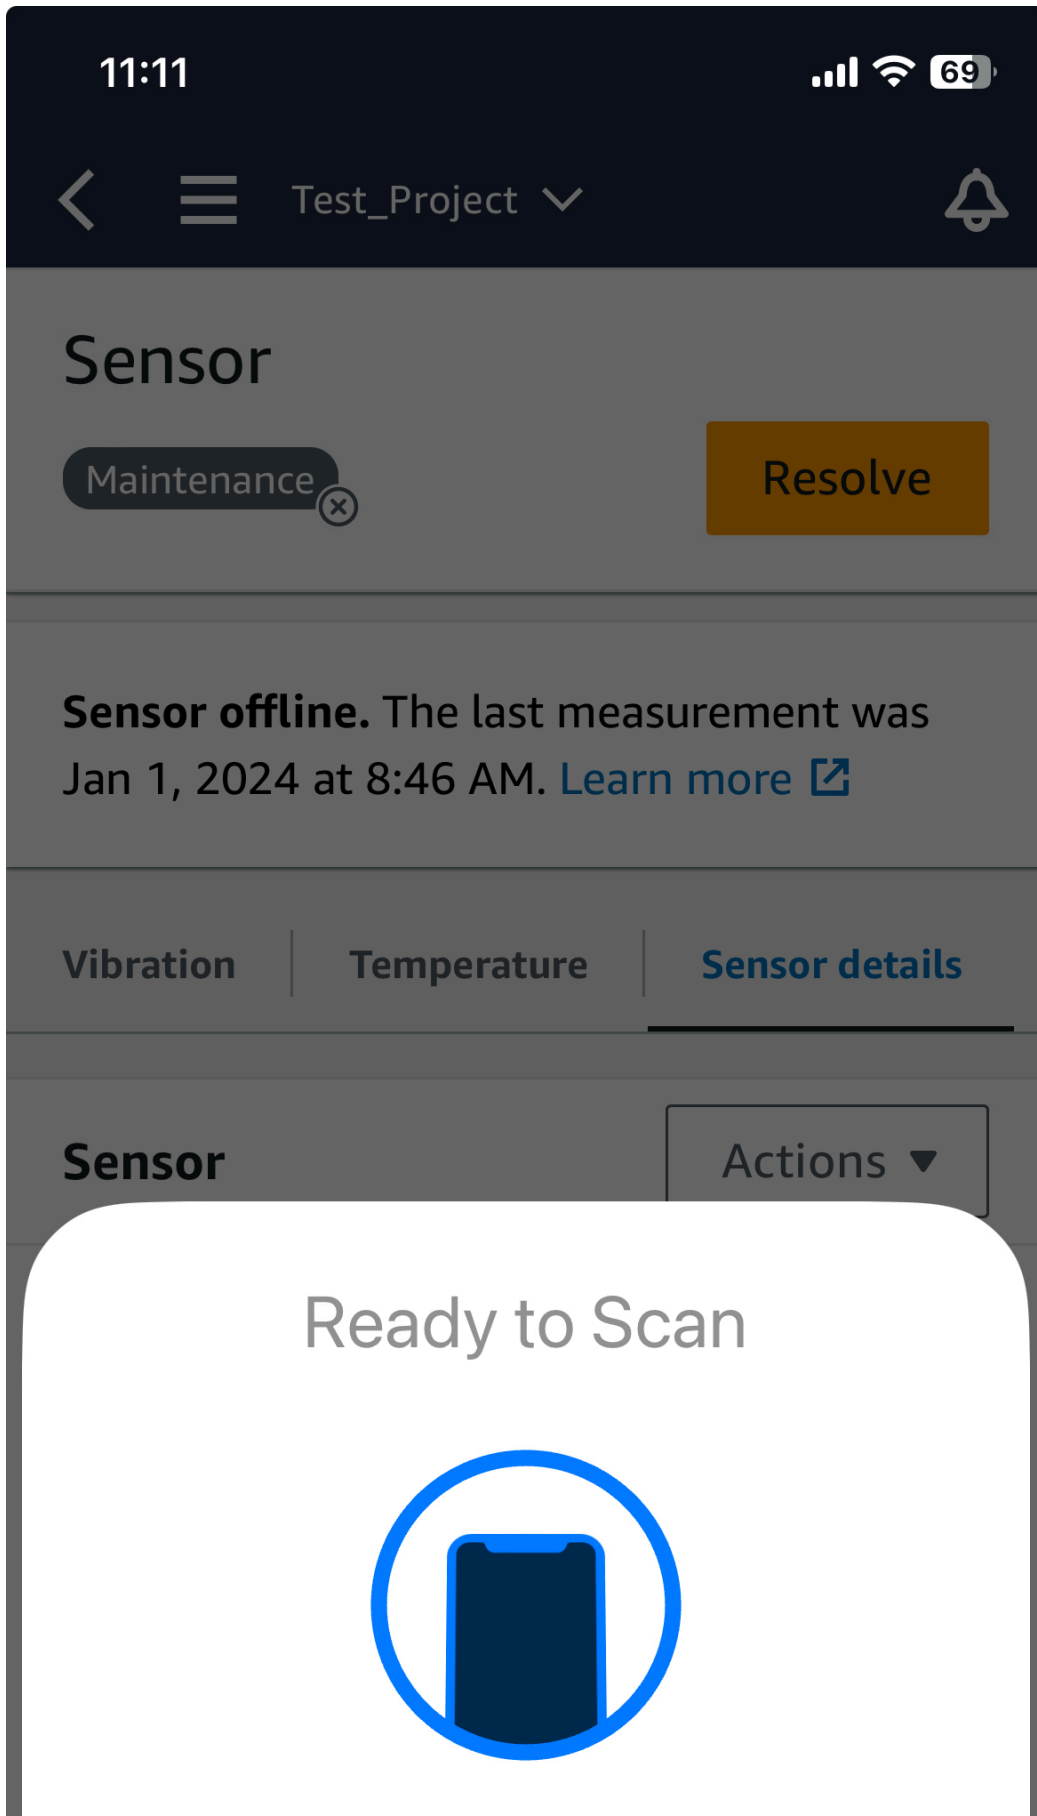 11:11
69
Test_Project
Sensor
Maintenance
Resolve
Sensor offline. The last measurement was
Jan 1, 2024 at 8:46 AM. Learn more
Vibration
Temperature
Sensor details
Sensor
Actions
Ready to Scan